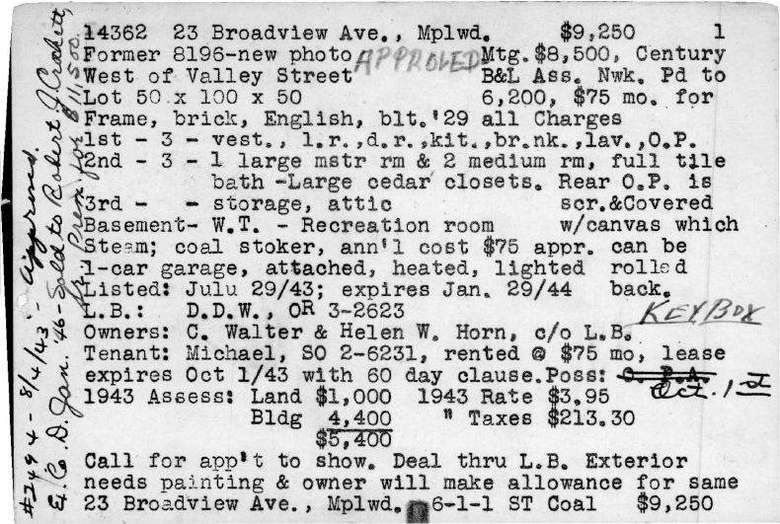 14362 23 Broadview Ave., Mplwd. $9,250 1
Former 8196-new photo APPROVED Mtg.$8,500, Century
West of Valley Street B&L Ass. Nwk. Pd to
Lot 50 x 100 x 50 6,200, $75 mo. for
Frame, brick, English, blt.'29 all Charges
1st - 3 - vest., l.r.,d.r.,kit.,br.nk.,lav.,O.P.
2nd - 3 - 1 large mstr rm & 2 medium rm, full tile
bath -Large cedar closets. Rear O.P. is
3rd - - storage, attic scr.&Covered
Basement- W.T. - Recreation room w/canvas which
Steam; coal stoker, ann'l cost $75 appr. can be
1-car garage, attached, heated, lighted rolled
Listed: Julu 29/43; expires Jan. 29/44 back.
L.B.: D.D.W., OR 3-2623
KEY/BOX
Owners: C. Walter & Helen W. Horn, c/o L.B.
Tenant: Michael, SO 2-6231, rented @ $75 mo, lease
expires Oct 1/43 with 60 day clause.Poss: O. P.A.
Oct. 1st
1943 Assess: Land $1,000 1943 Rate $3.95
Bldg 4,400 " Taxes $213.30
$5,400
Call for app't to show. Deal thru L.B. Exterior
needs painting & owner will make allowance for same
23 Broadview Ave., Mplwd. 6-1-1 ST Coal $9,250
#2494 - 8/4/43 - Approved.
E. Co. D. Jan. '46 - Sold to Robert J. Crockett,
Prem for $11,500.